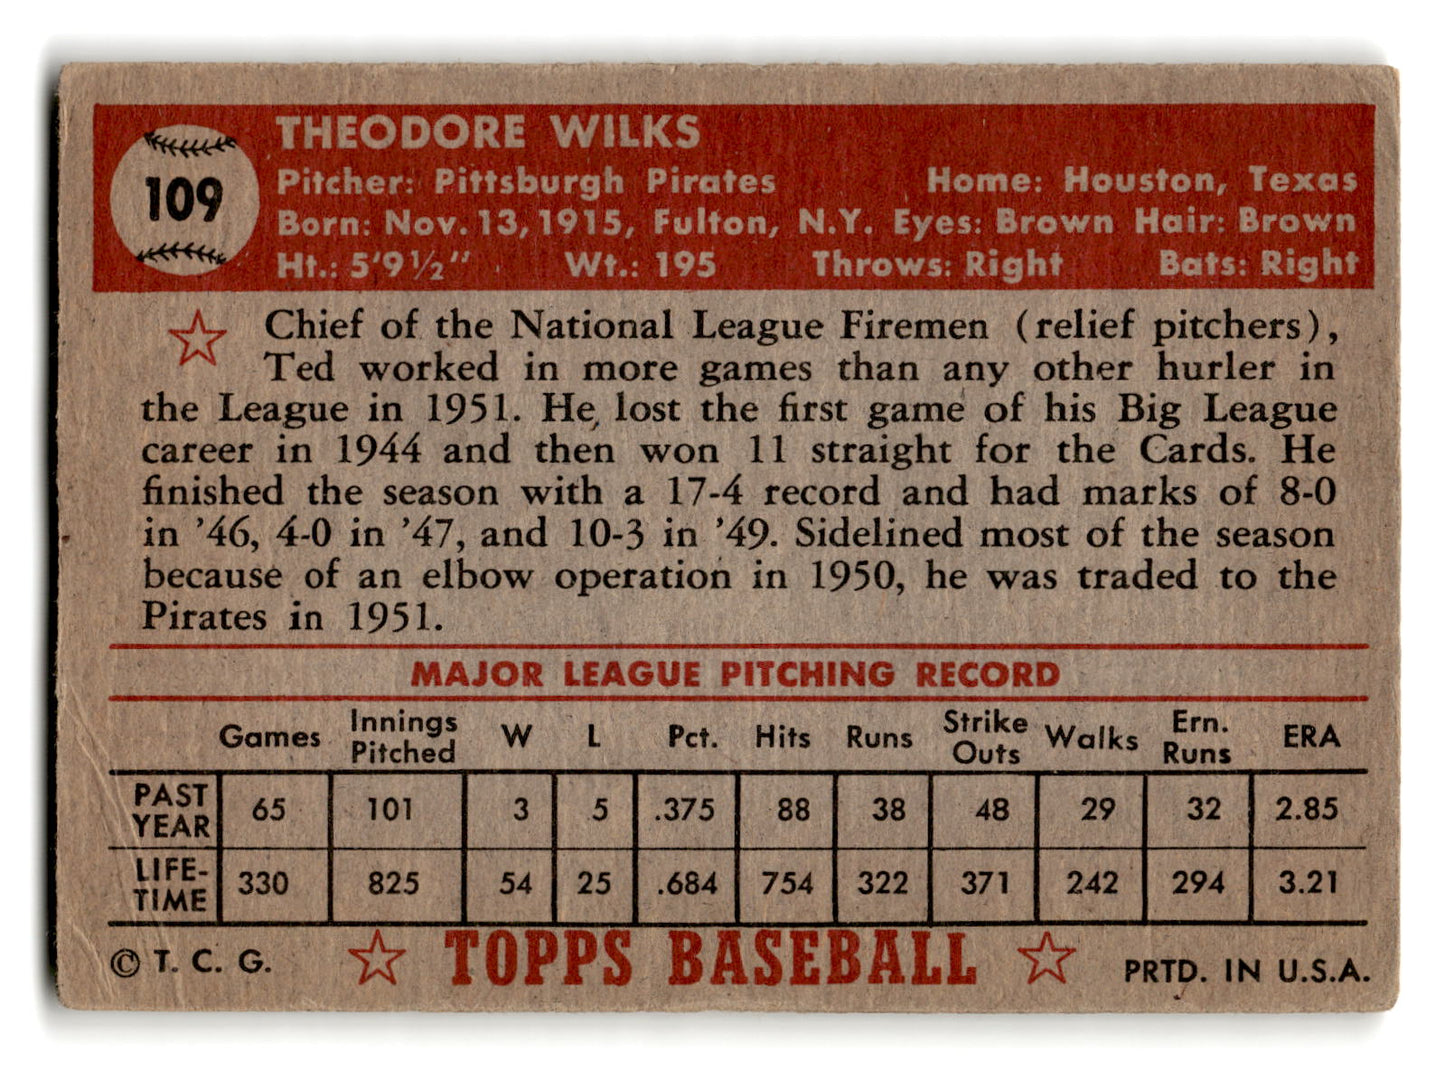 109
THEODORE WILKS
Pitcher: Pittsburgh Pirates Home: Houston, Texas
Born: Nov. 13, 1915, Fulton, N.Y. Eyes: Brown Hair: Brown
Ht.: 5'9½" Wt.: 195 Throws: Right Bats: Right
Chief of the National League Firemen (relief pitchers),
Ted worked in more games than any other hurler in
the League in 1951. He lost the first game of his Big League
career in 1944 and then won 11 straight for the Cards. He
finished the season with a 17-4 record and had marks of 8-0
in '46, 4-0 in '47, and 10-3 in '49. Sidelined most of the season
because of an elbow operation in 1950, he was traded to the
Pirates in 1951.
MAJOR LEAGUE PITCHING RECORD
Games Innings Pitched W L Pct. Hits Runs Strike Outs Walks Ern. Runs ERA
PAST YEAR 65 101 3 5 .375 88 38 48 29 32 2.85
LIFE-TIME 330 825 54 25 .684 754 322 371 242 294 3.21
© T. C. G. TOPPS BASEBALL PRTD. IN U.S.A.